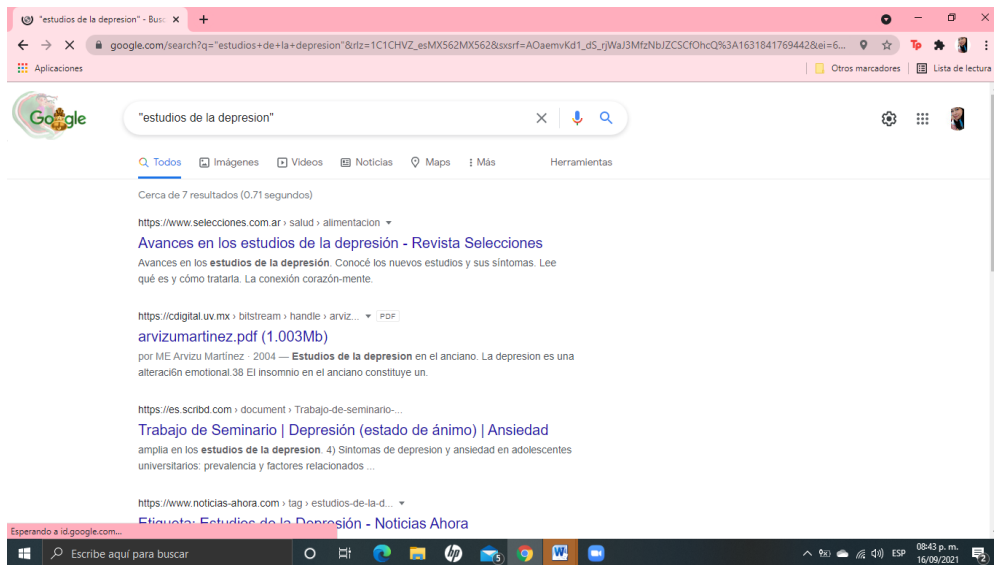 "estudios de la depresion" - Busc
google.com/search?q="estudios+de+la+depresion"&rlz=1C1CHVZ_esMX562MX562&sxsrf=AOaemvKd1_dS_rjWaJ3MfzNbJZCSCfOhcQ%3A1631841769442&ei=6...
Aplicaciones
Otros marcadores
Lista de lectura
Google
"estudios de la depresion"
Todos Imágenes Videos Noticias Maps Más Herramientas
Cerca de 7 resultados (0.71 segundos)
https://www.selecciones.com.ar › salud › alimentacion
Avances en los estudios de la depresión - Revista Selecciones
Avances en los estudios de la depresión. Conocé los nuevos estudios y sus síntomas. Lee
qué es y cómo tratarla. La conexión corazón-mente.
https://cdigital.uv.mx › bitstream › handle › arviz... PDF
arvizumartinez.pdf (1.003Mb)
por ME Arvizu Martínez · 2004 — Estudios de la depresion en el anciano. La depresion es una
alteraci6n emotional.38 El insomnio en el anciano constituye un.
https://es.scribd.com › document › Trabajo-de-seminario-...
Trabajo de Seminario | Depresión (estado de ánimo) | Ansiedad
amplia en los estudios de la depresion. 4) Sintomas de depresion y ansiedad en adolescentes
universitarios: prevalencia y factores relacionados ...
https://www.noticias-ahora.com › tag › estudios-de-la-d...
Etiqueta: Estudios de la Depresión - Noticias Ahora
Esperando a id.google.com...
Escribe aquí para buscar
5
ESP
08:43 p. m.
16/09/2021
2